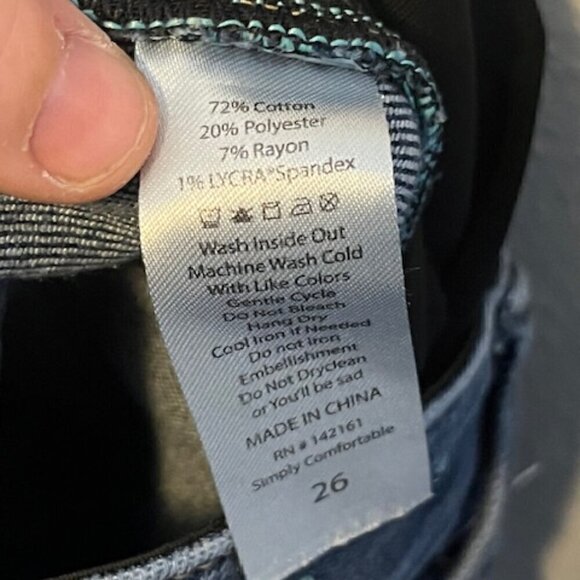 72% Cotton
20% Polyester
7% Rayon
1% LYCRA®Spandex
Wash Inside Out
Machine Wash Cold
With Like Colors
Gentle Cycle
Do Not Bleach
Hang Dry
Cool Iron if Needed
Do not Iron
Embellishment
Do Not Dryclean
or You'll be sad
MADE IN CHINA
RN # 142161
Simply Comfortable
26